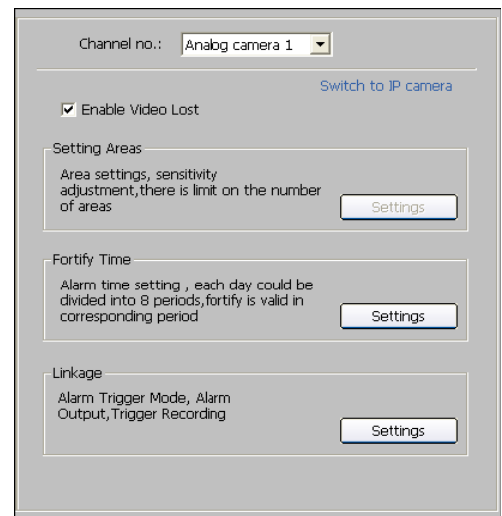 Channel no.: Analog camera 1
Switch to IP camera
Enable Video Lost
Setting Areas
Area settings, sensitivity
adjustment,there is limit on the number
of areas
Settings
Fortify Time
Alarm time setting , each day could be
divided into 8 periods,fortify is valid in
corresponding period
Settings
Linkage
Alarm Trigger Mode, Alarm
Output,Trigger Recording
Settings